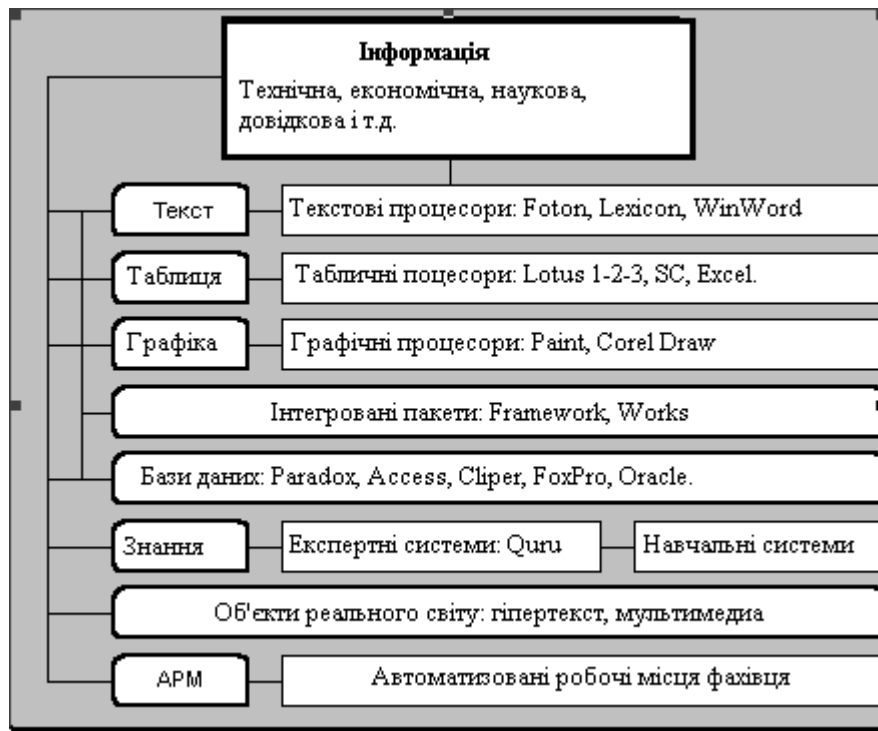 Інформація
Технічна, економічна, наукова,
довідкова і т.д.
Текст
Текстові процесори: Foton, Lexicon, WinWord
Таблиця
Табличні поцесори: Lotus 1-2-3, SC, Excel.
Графіка
Графічні процесори: Paint, Corel Draw
Інтегровані пакети: Framework, Works
Бази даних: Paradox, Access, Cliper, FoxPro, Oracle.
Знання
Експертні системи: Quru
Навчальні системи
Об'єкти реального світу: гіпертекст, мультимедиа
АРМ
Автоматизовані робочі місця фахівця